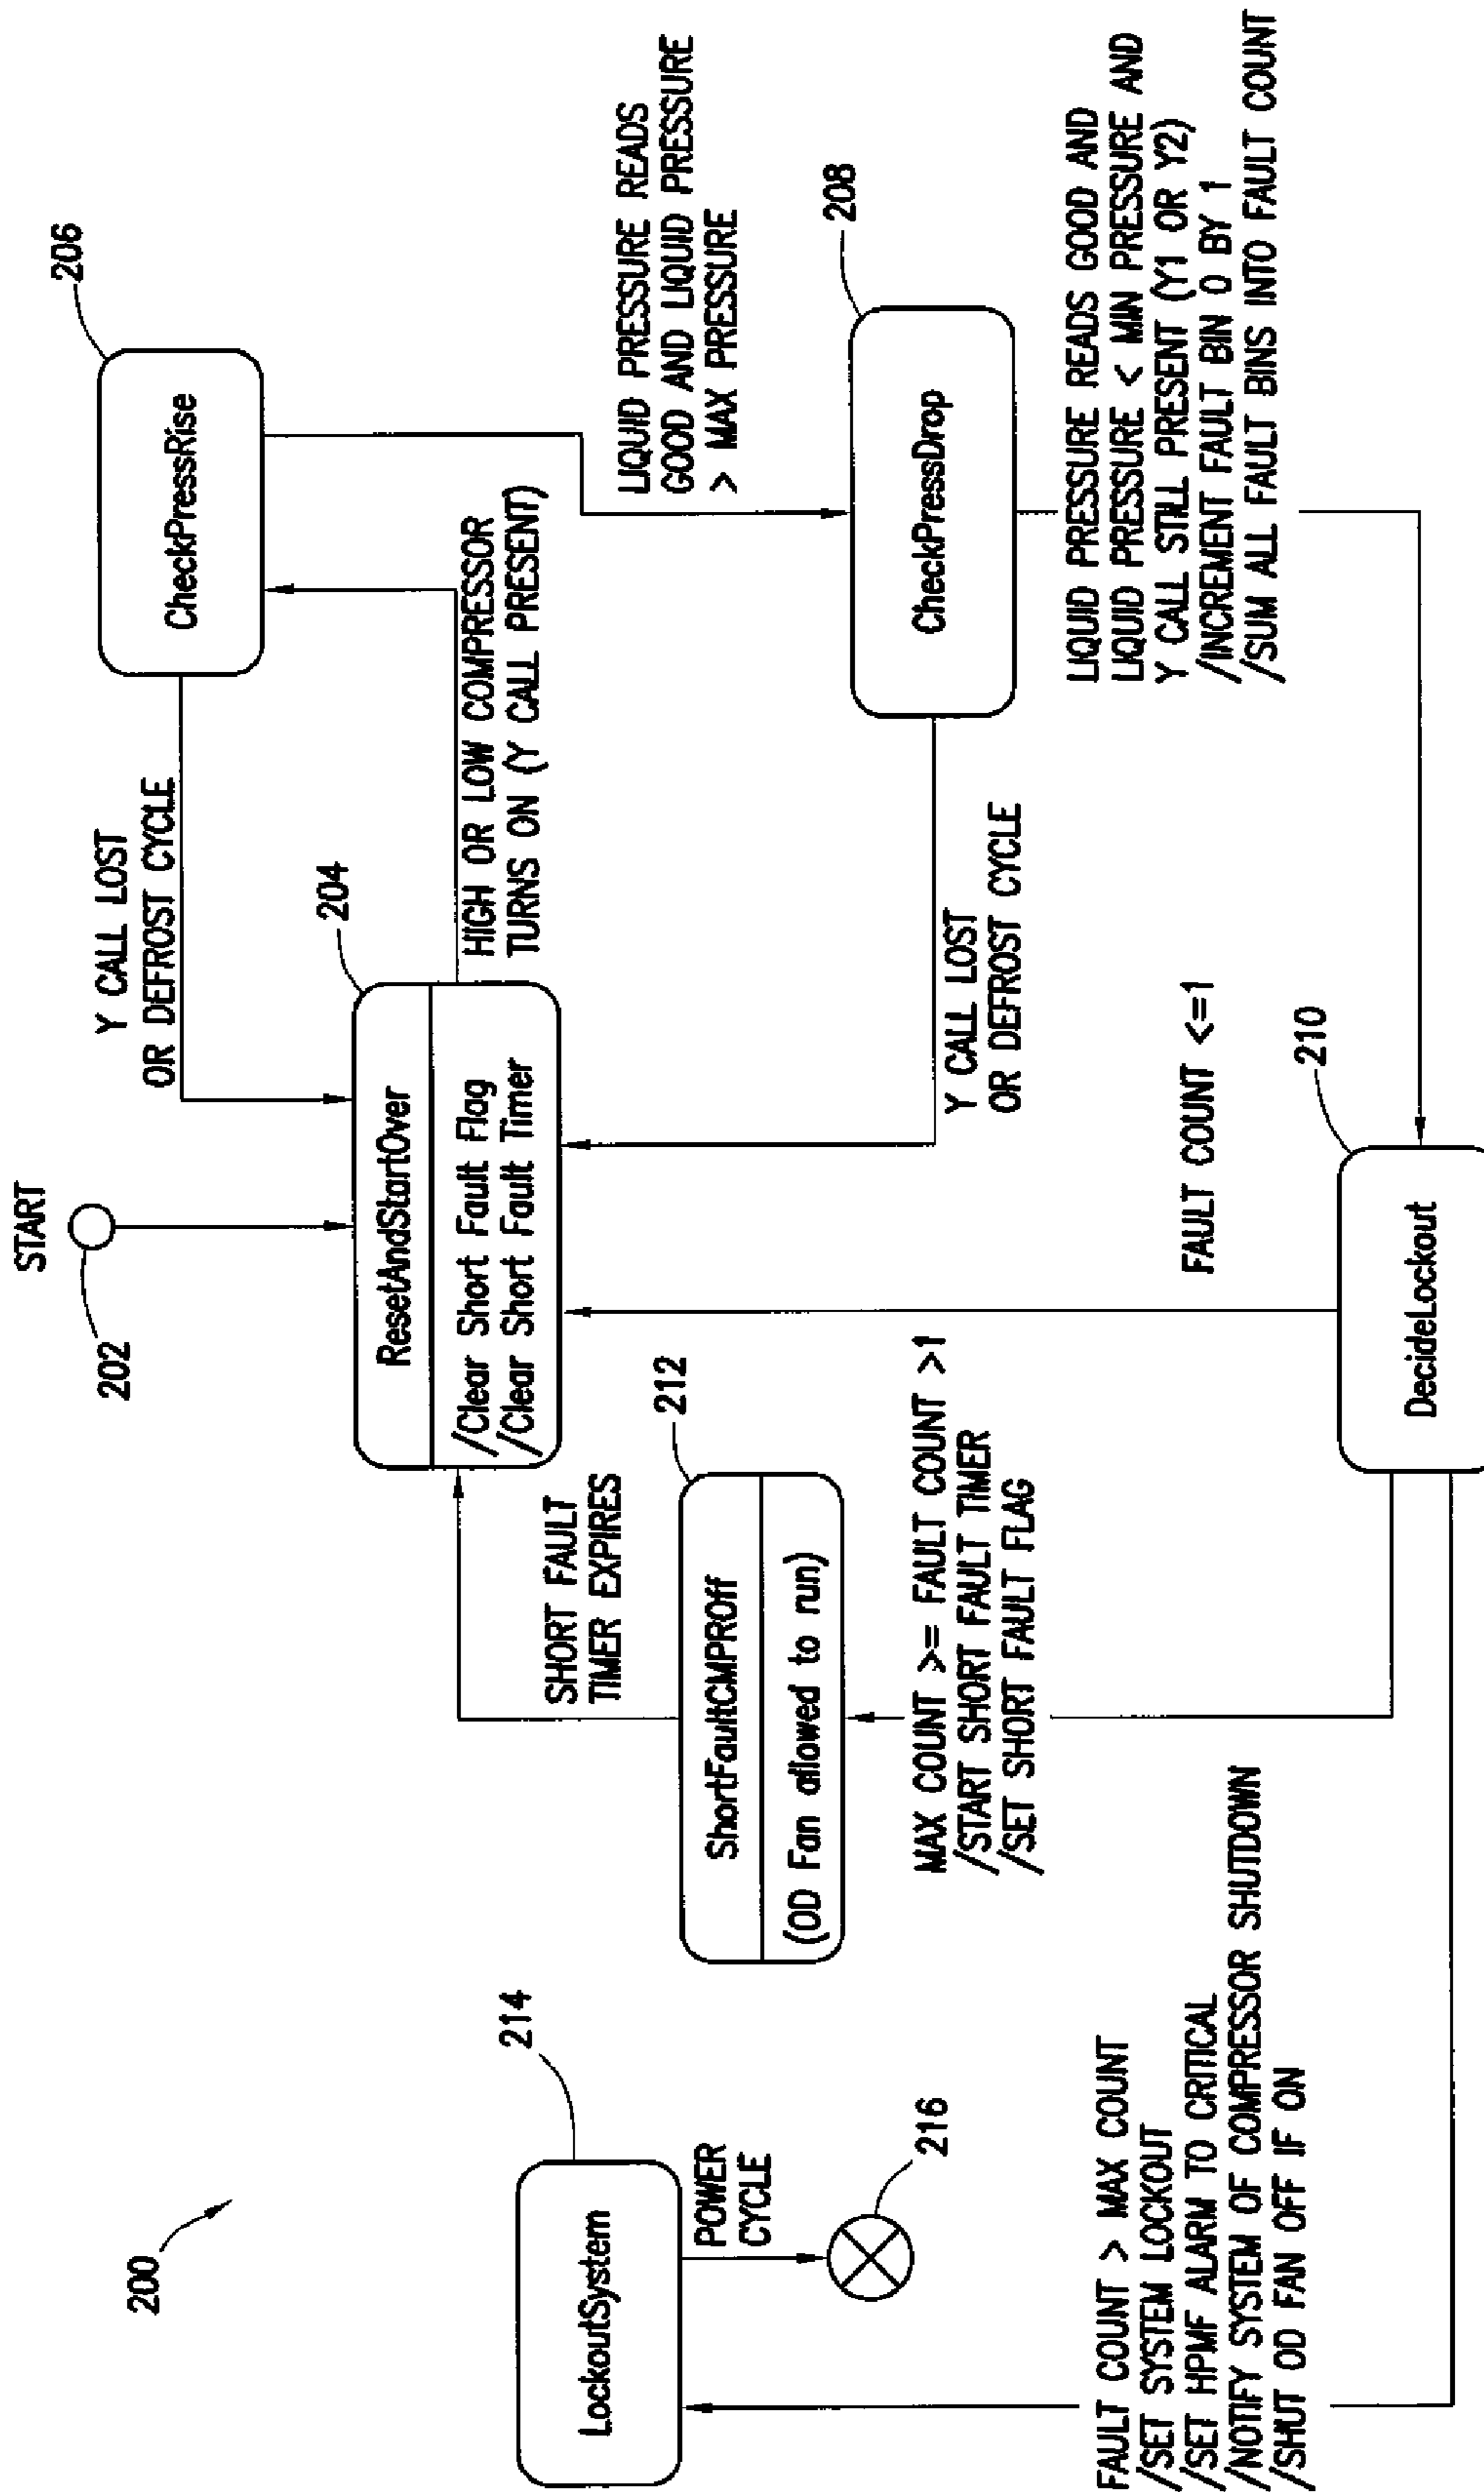 200
START
202
Y CALL LOST
OR DEFROST CYCLE
206
CheckPressRise
204
ResetAndStartOver
/Clear Short Fault Flag
/Clear Short Fault Timer
HIGH OR LOW COMPRESSOR
TURNS ON (Y CALL PRESENT)
LIQUID PRESSURE READS
GOOD AND LIQUID PRESSURE
> MAX PRESSURE
214
LockoutSystem
POWER
CYCLE
216
SHORT FAULT
TIMER EXPIRES
212
ShortFaultCMPROff
(OD Fan allowed to run)
208
CheckPressDrop
Y CALL LOST
OR DEFROST CYCLE
MAX COUNT >= FAULT COUNT >1
/START SHORT FAULT TIMER
/SET SHORT FAULT FLAG
LIQUID PRESSURE READS GOOD AND
LIQUID PRESSURE < MIN PRESSURE AND
Y CALL STILL PRESENT (Y1 OR Y2)
/INCREMENT FAULT BIN 0 BY 1
/SUM ALL FAULT BINS INTO FAULT COUNT
FAULT COUNT > MAX COUNT
/SET SYSTEM LOCKOUT
/SET HPMF ALARM TO CRITICAL
/NOTIFY SYSTEM OF COMPRESSOR SHUTDOWN
/SHUT OD FAN OFF IF ON
FAULT COUNT <=1
210
DecideLockout